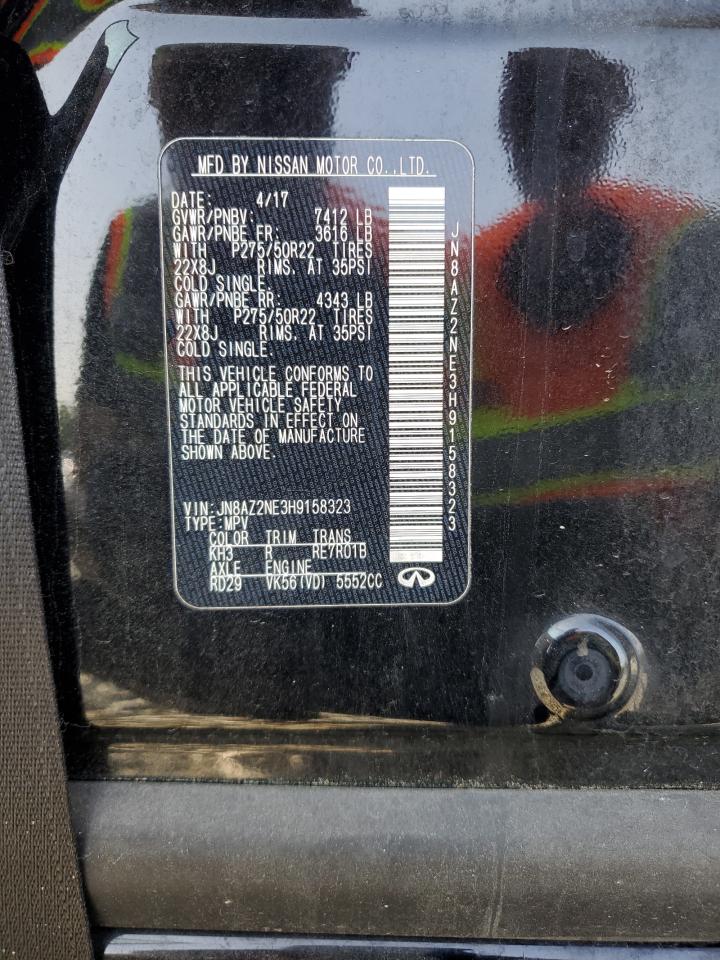 MFD BY NISSAN MOTOR CO.,LTD.
DATE: 4/17
GVWR/PNBV: 7412 LB
GAWR/PNBE FR: 3616 LB
WITH P275/50R22 TIRES
22X8J RIMS. AT 35PSI
COLD SINGLE.
GAWR/PNBE RR: 4343 LB
WITH P275/50R22 TIRES
22X8J RIMS. AT 35PSI
COLD SINGLE.
THIS VEHICLE CONFORMS TO
ALL APPLICABLE FEDERAL
MOTOR VEHICLE SAFETY
STANDARDS IN EFFECT ON
THE DATE OF MANUFACTURE
SHOWN ABOVE.
VIN:JN8AZ2NE3H9158323
TYPE:MPV
COLOR TRIM TRANS
KH3 R RE7R01B
AXLE ENGINE
RD29 VK56(VD) 5552CC
JN8AZ2NE3H9158323